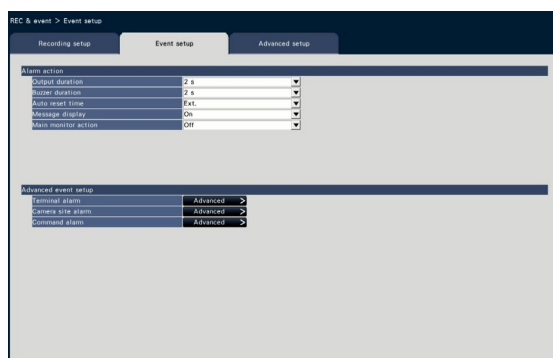 REC & event > Event setup
Recording setup Event setup Advanced setup
Alarm action
Output duration 2 s
Buzzer duration 2 s
Auto reset time Ext.
Message display On
Main monitor action Off
Advanced event setup
Terminal alarm Advanced >
Camera site alarm Advanced >
Command alarm Advanced >